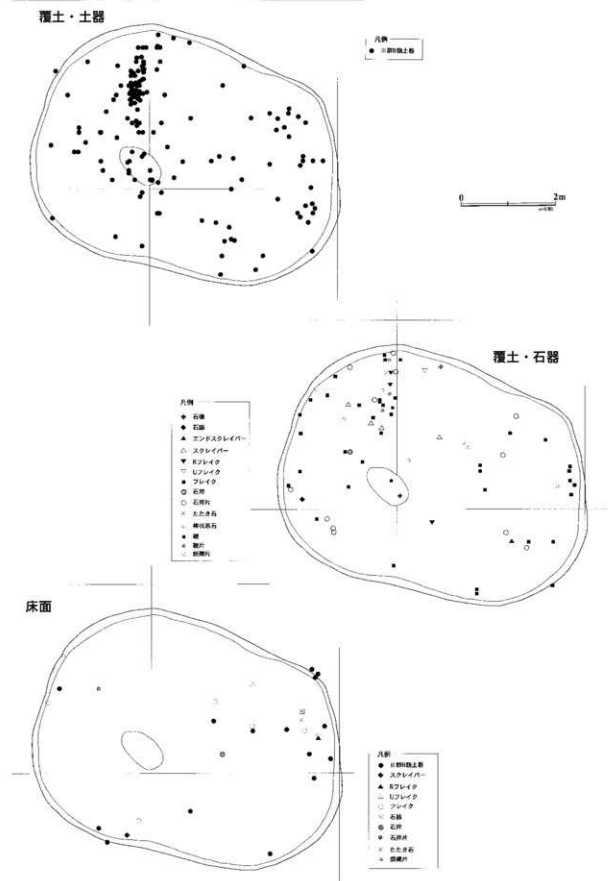 覆土・土器
凡例
0 2m
覆土・石器
凡例
石槍
石鏃
エンドスクレイパー
スクレイパー
Rフレイク
Uフレイク
フレイク
石斧
石斧片
たたき石
礫
礫片
床面
凡例
スクレイパー
Rフレイク
Uフレイク
フレイク
石器
石斧
石斧片
たたき石